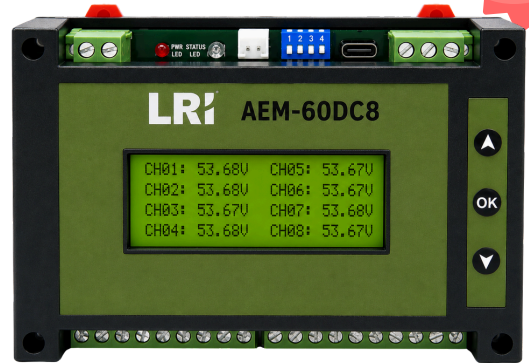 PWR STATUS
LED LED
1 2 3 4
LRI AEM-60DC8
CH01: 53.68V CH05: 53.67V
CH02: 53.68V CH06: 53.67V
CH03: 53.67V CH07: 53.68V
CH04: 53.68V CH08: 53.67V
OK